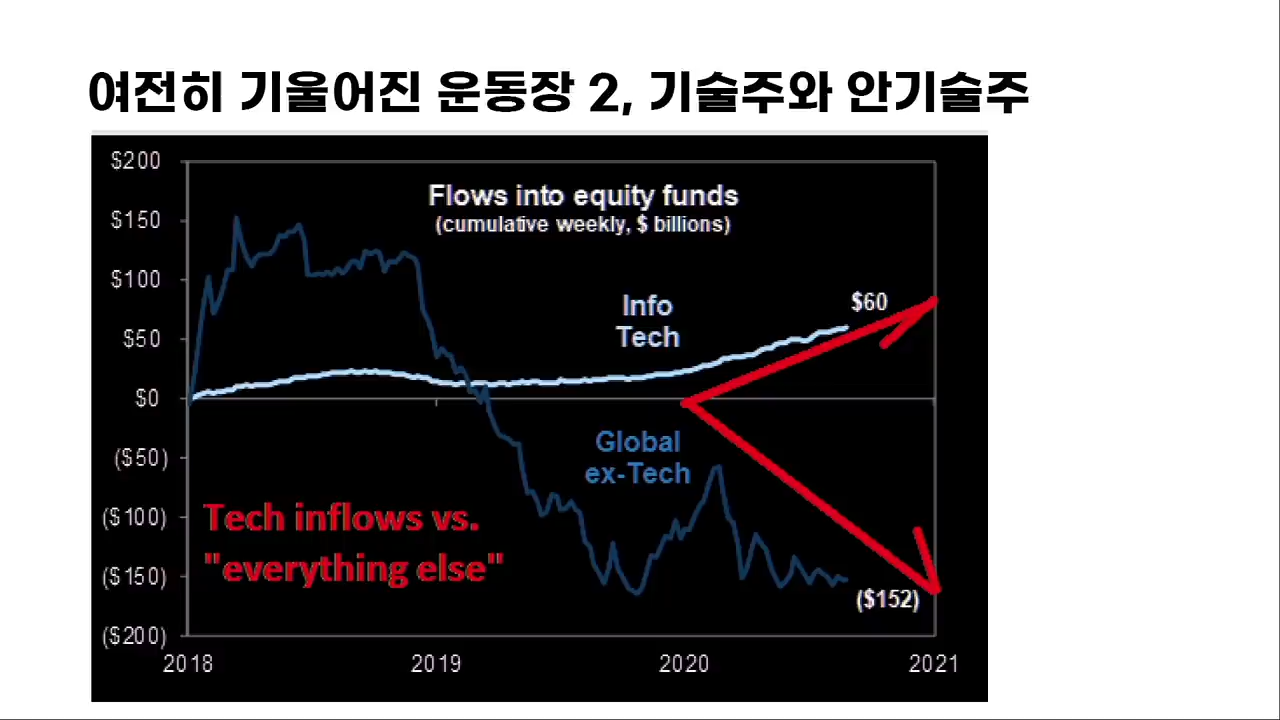 여전히 기울어진 운동장 2, 기술주와 안기술주
$200
$150
$100
$50
$0
($50)
($100)
($150)
($200)
Flows into equity funds
(cumulative weekly, $ billions)
Info
Tech
$60
Global
ex-Tech
Tech inflows vs.
"everything else"
($152)
2018 2019 2020 2021